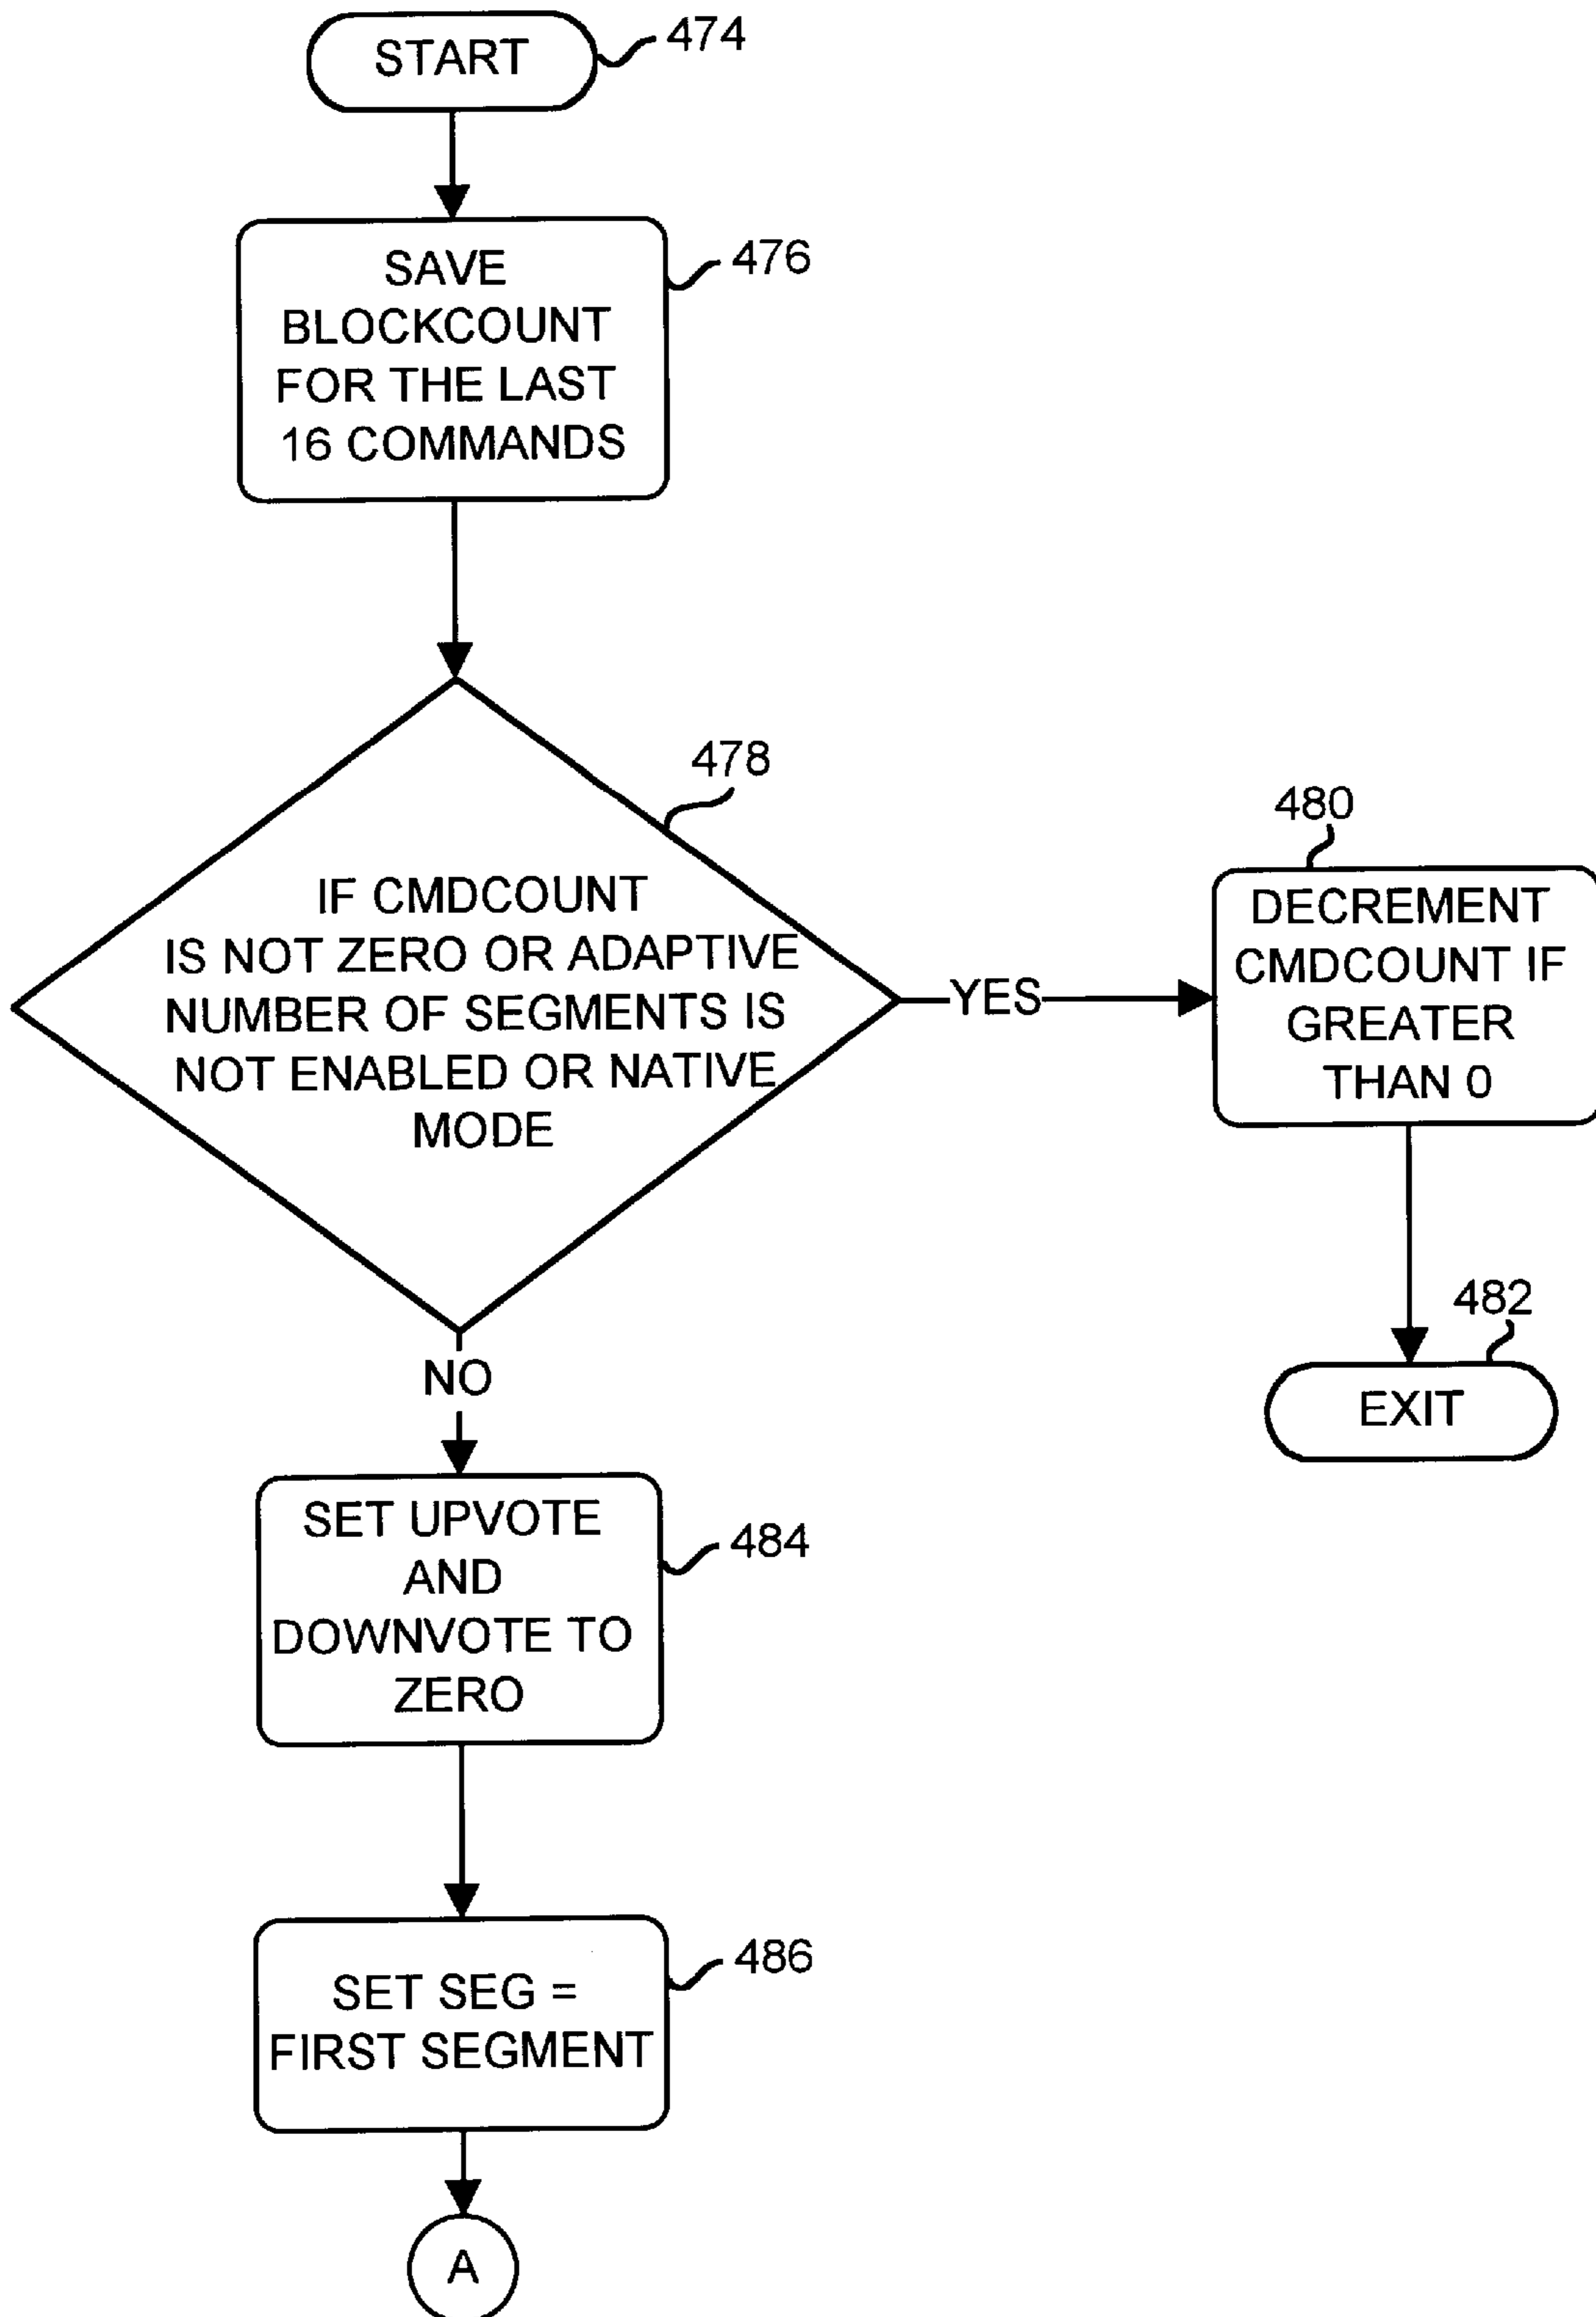 START
474
SAVE
BLOCKCOUNT
FOR THE LAST
16 COMMANDS
476
478
IF CMDCOUNT
IS NOT ZERO OR ADAPTIVE
NUMBER OF SEGMENTS IS
NOT ENABLED OR NATIVE
MODE
YES
480
DECREMENT
CMDCOUNT IF
GREATER
THAN 0
482
EXIT
NO
SET UPVOTE
AND
DOWNVOTE TO
ZERO
484
SET SEG =
FIRST SEGMENT
486
A